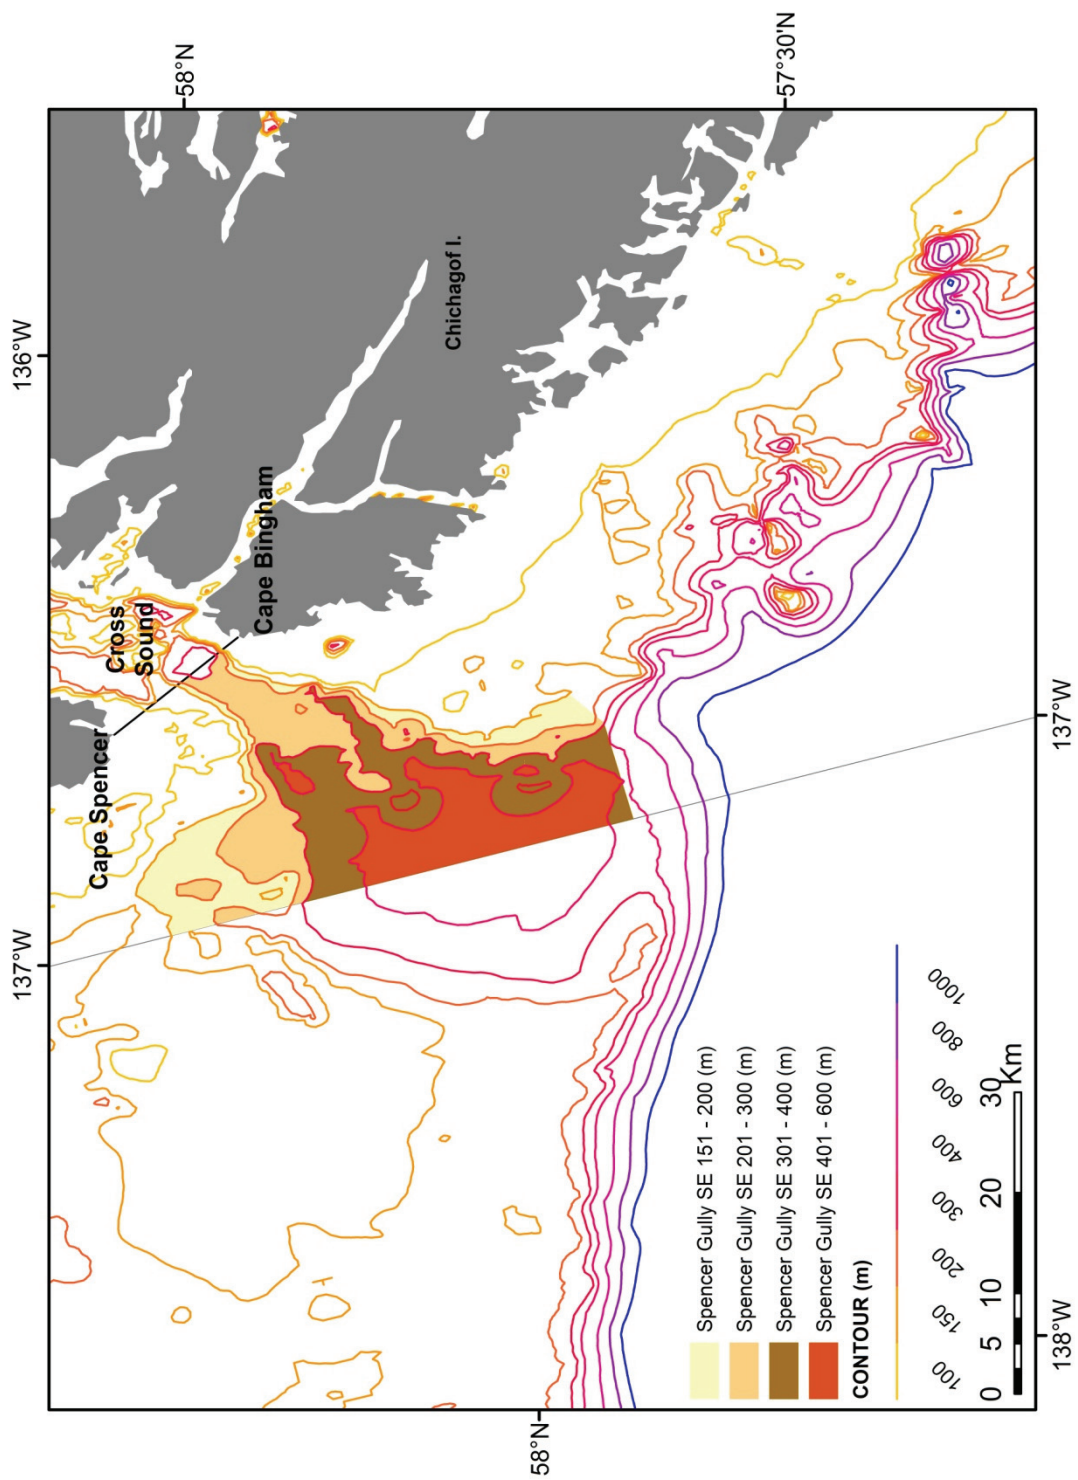 58°N
57°30'N
136°W
137°W
Cross
Sound
Cape Spencer
Cape Bingham
Chichagof I.
137°W
138°W
58°N
Spencer Gully SE 151 - 200 (m)
Spencer Gully SE 201 - 300 (m)
Spencer Gully SE 301 - 400 (m)
Spencer Gully SE 401 - 600 (m)
CONTOUR (m)
100 150 200 300 400 600 800 1000
0 5 10 20 30
Km